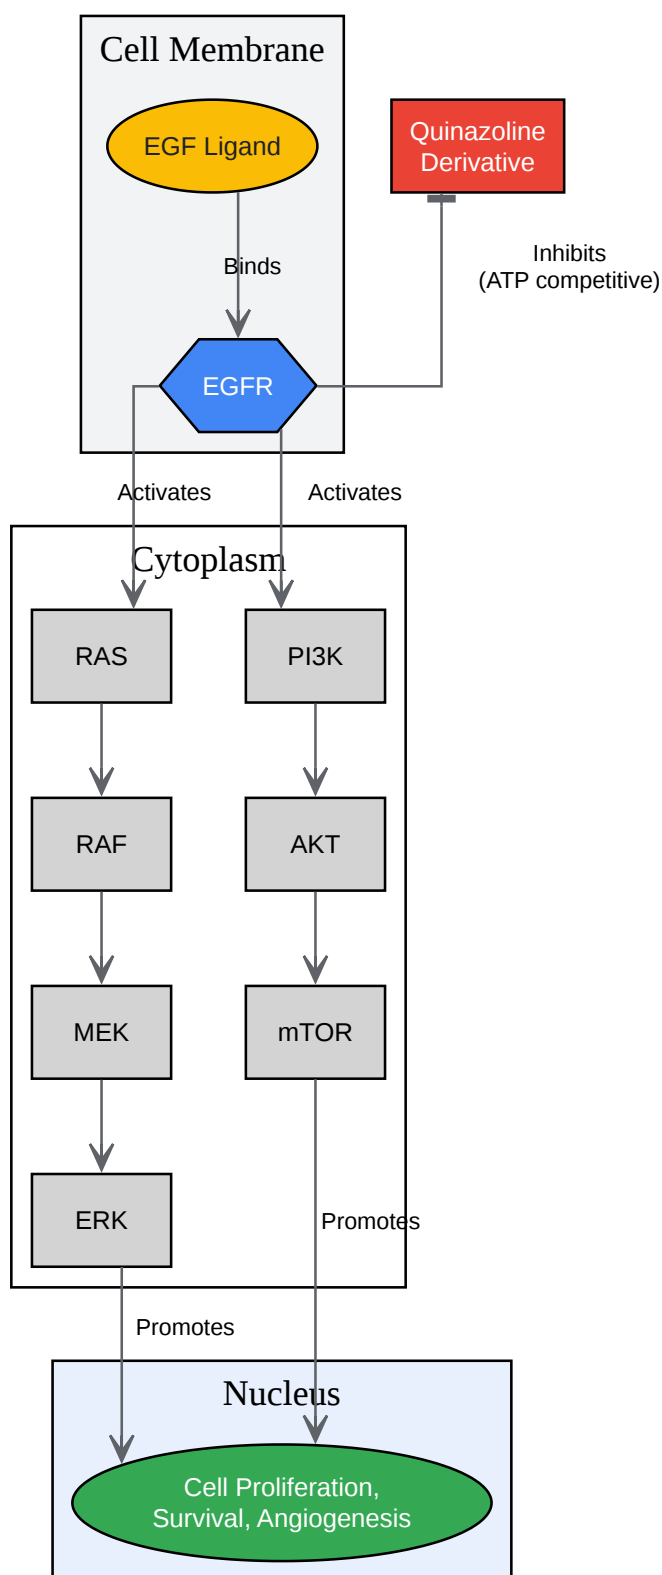 Cell Membrane
EGF Ligand
Quinazoline
Derivative
Binds
Inhibits
(ATP competitive)
EGFR
Activates
Activates
Cytoplasm
RAS
PI3K
RAF
AKT
MEK
mTOR
ERK
Promotes
Promotes
Nucleus
Cell Proliferation,
Survival, Angiogenesis